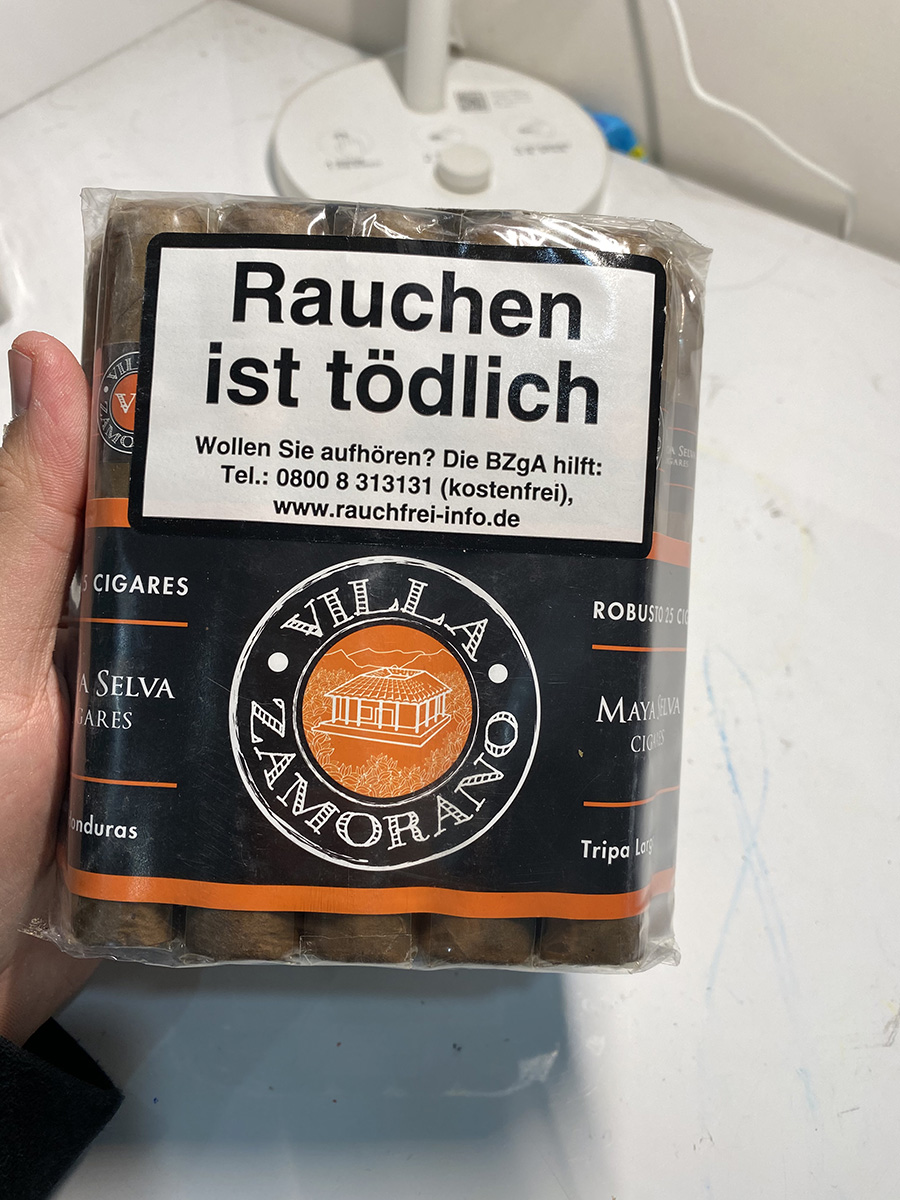 Rauchen
ist tödlich
Wollen Sie aufhören? Die BZgA hilft:
Tel.: 0800 8 313131 (kostenfrei),
www.rauchfrei-info.de
CIGARES
SELVA
VILLA
ZAMORANO
ROBUSTO 25
MAYA SELVA
Tripa